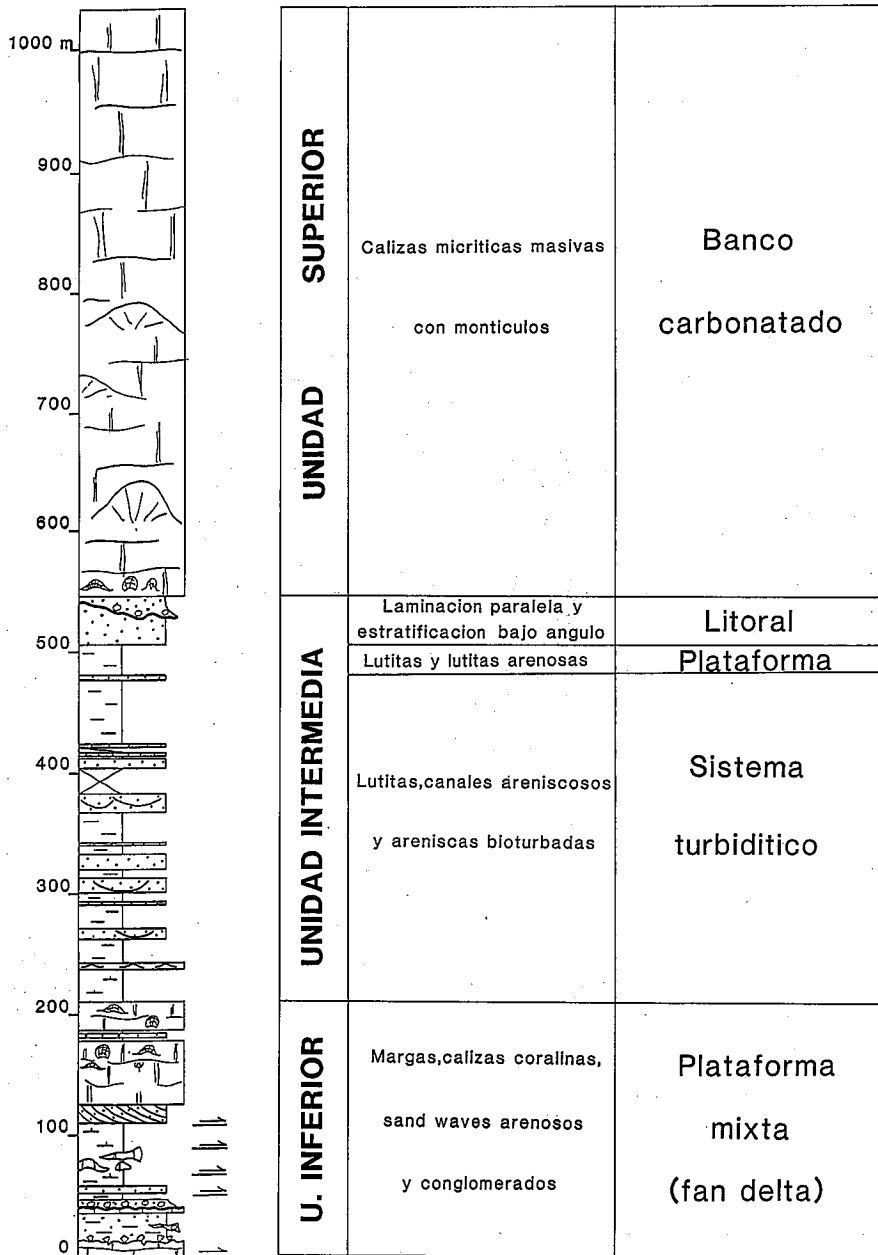 1000 m
900
800
700
600
500
400
300
200
100
0
UNIDAD SUPERIOR
Calizas micriticas masivas
con monticulos
Banco
carbonatado
UNIDAD INTERMEDIA
Laminacion paralela y
estratificacion bajo angulo
Litoral
Lutitas y lutitas arenosas
Plataforma
Lutitas,canales areniscosos
y areniscas bioturbadas
Sistema
turbiditico
U. INFERIOR
Margas,calizas coralinas,
sand waves arenosos
y conglomerados
Plataforma
mixta
(fan delta)